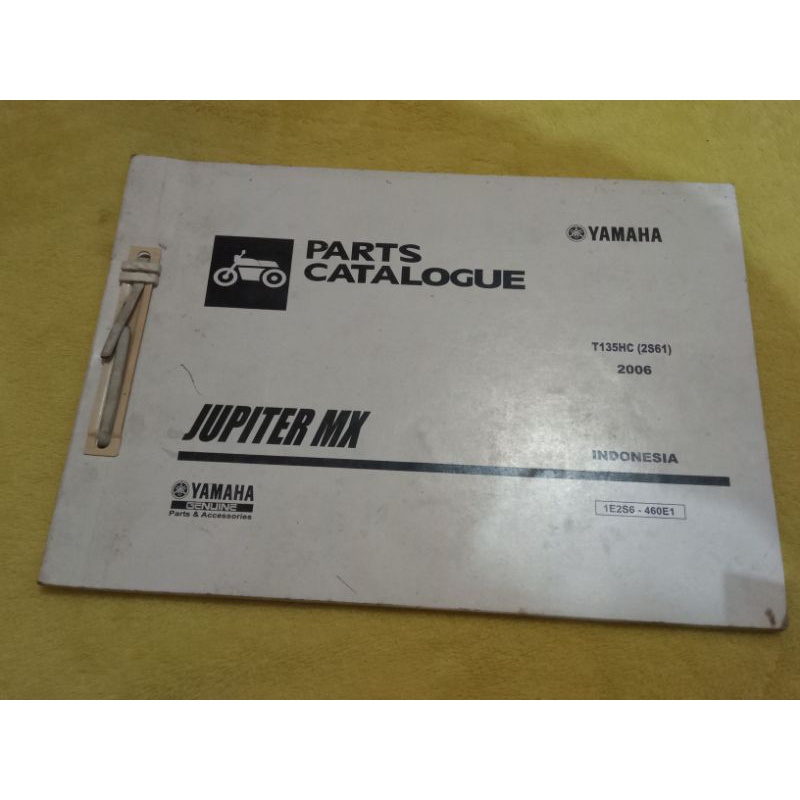 PARTS
CATALOGUE
YAMAHA
T135HC (2S61)
2006
JUPITER MX
INDONESIA
YAMAHA
GENUINE
Parts & Accessories
1E2S6 - 460E1